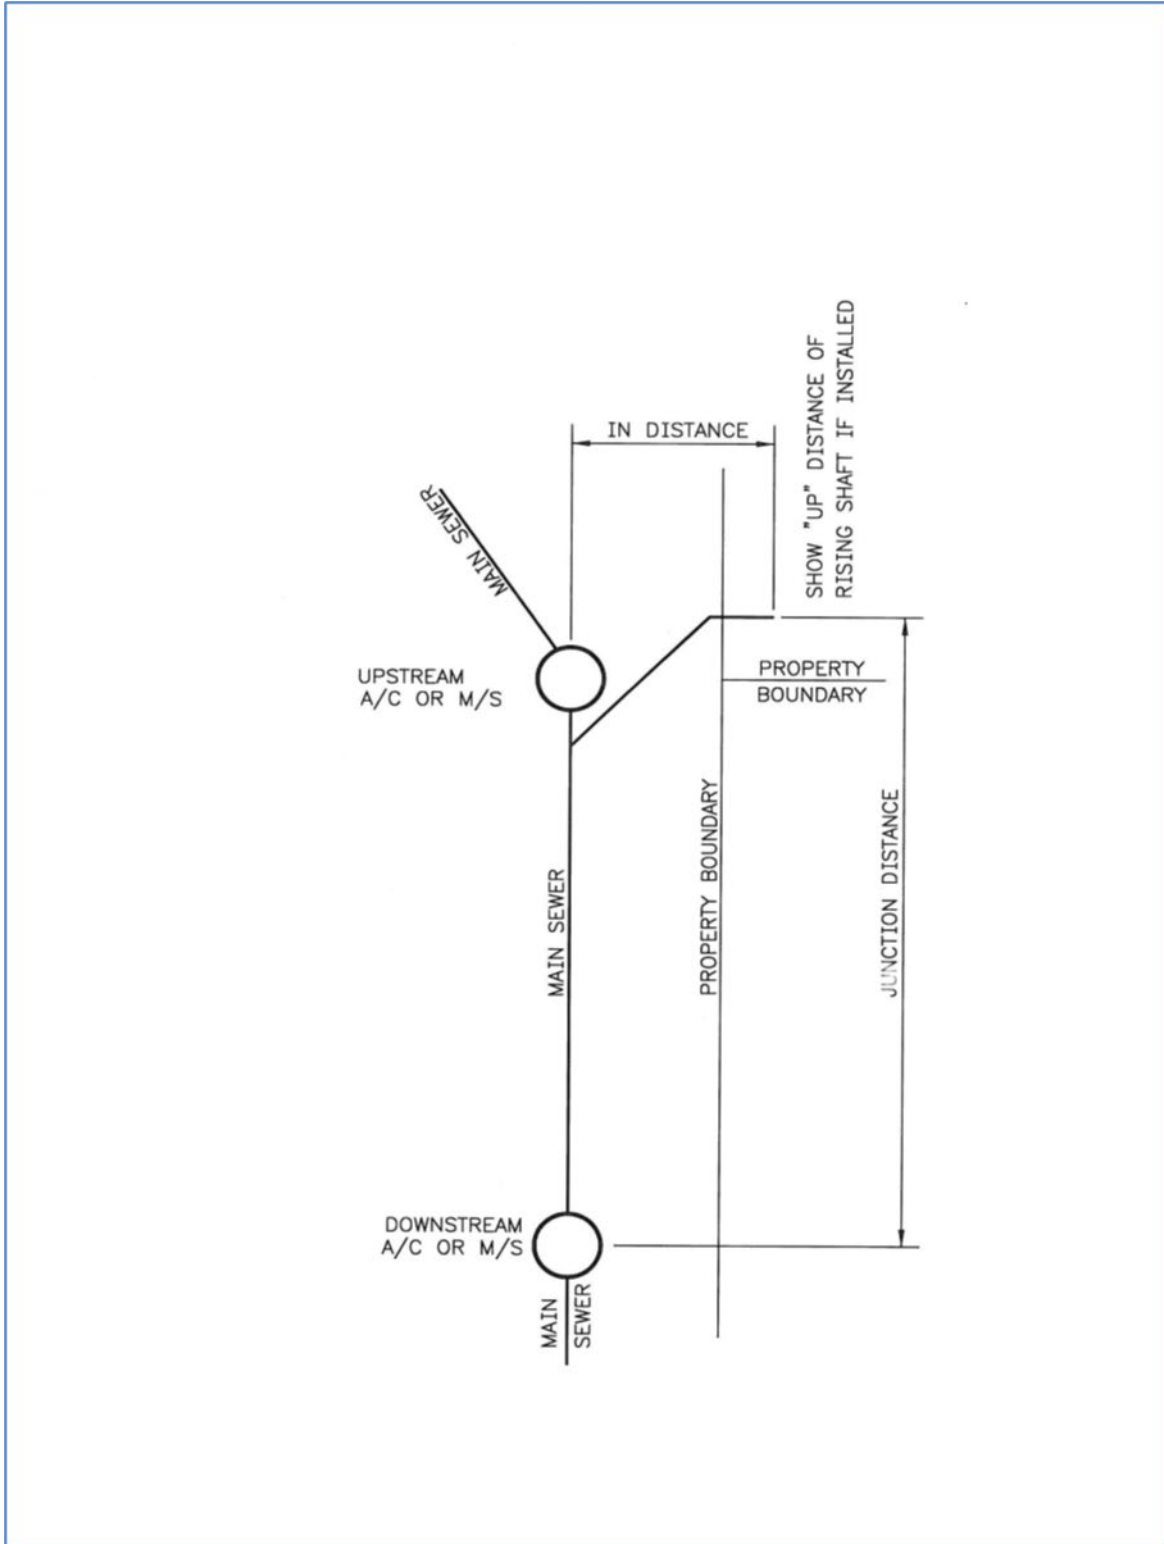 SHOW "UP" DISTANCE OF
RISING SHAFT IF INSTALLED
IN DISTANCE
MAIN SEWER
UPSTREAM
A/C OR M/S
PROPERTY
BOUNDARY
MAIN SEWER
PROPERTY BOUNDARY
JUNCTION DISTANCE
DOWNSTREAM
A/C OR M/S
MAIN
SEWER